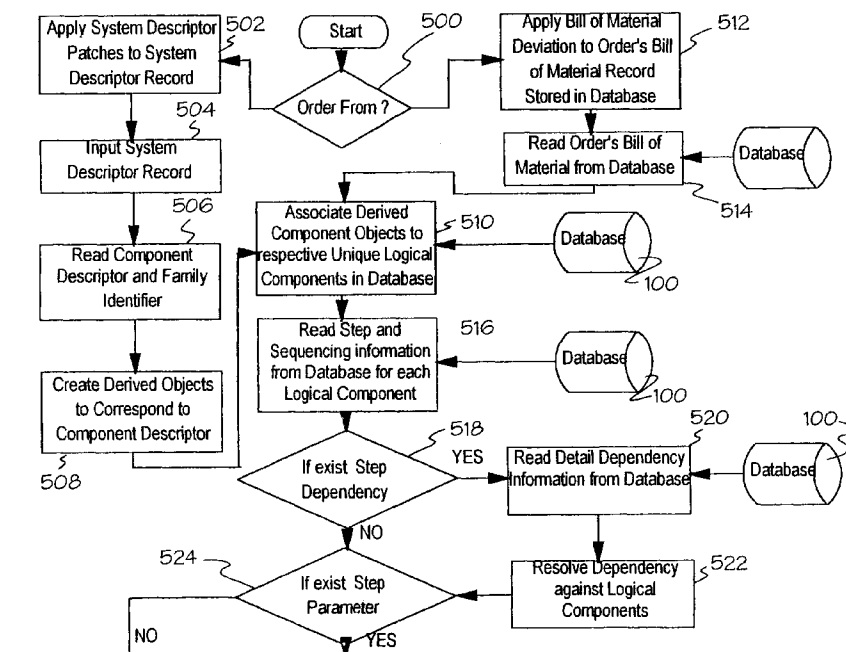 Apply System Descriptor
Patches to System
Descriptor Record
502
Start
500
Order From ?
Apply Bill of Material
Deviation to Order's Bill
of Material Record
Stored in Database
512
504
Input System
Descriptor Record
Read Order's Bill of
Material from Database
514
Database
506
Read Component
Descriptor and Family
Identifier
Associate Derived
Component Objects to
respective Unique Logical
Components in Database
510
Database
100
Read Step and
Sequencing information
from Database for each
Logical Component
516
Database
100
Create Derived Objects
to Correspond to
Component Descriptor
508
If exist Step
Dependency
518
YES
NO
Read Detail Dependency
Information from Database
520
Database
100
524
If exist Step
Parameter
NO
YES
Resolve Dependency
against Logical
Components
522